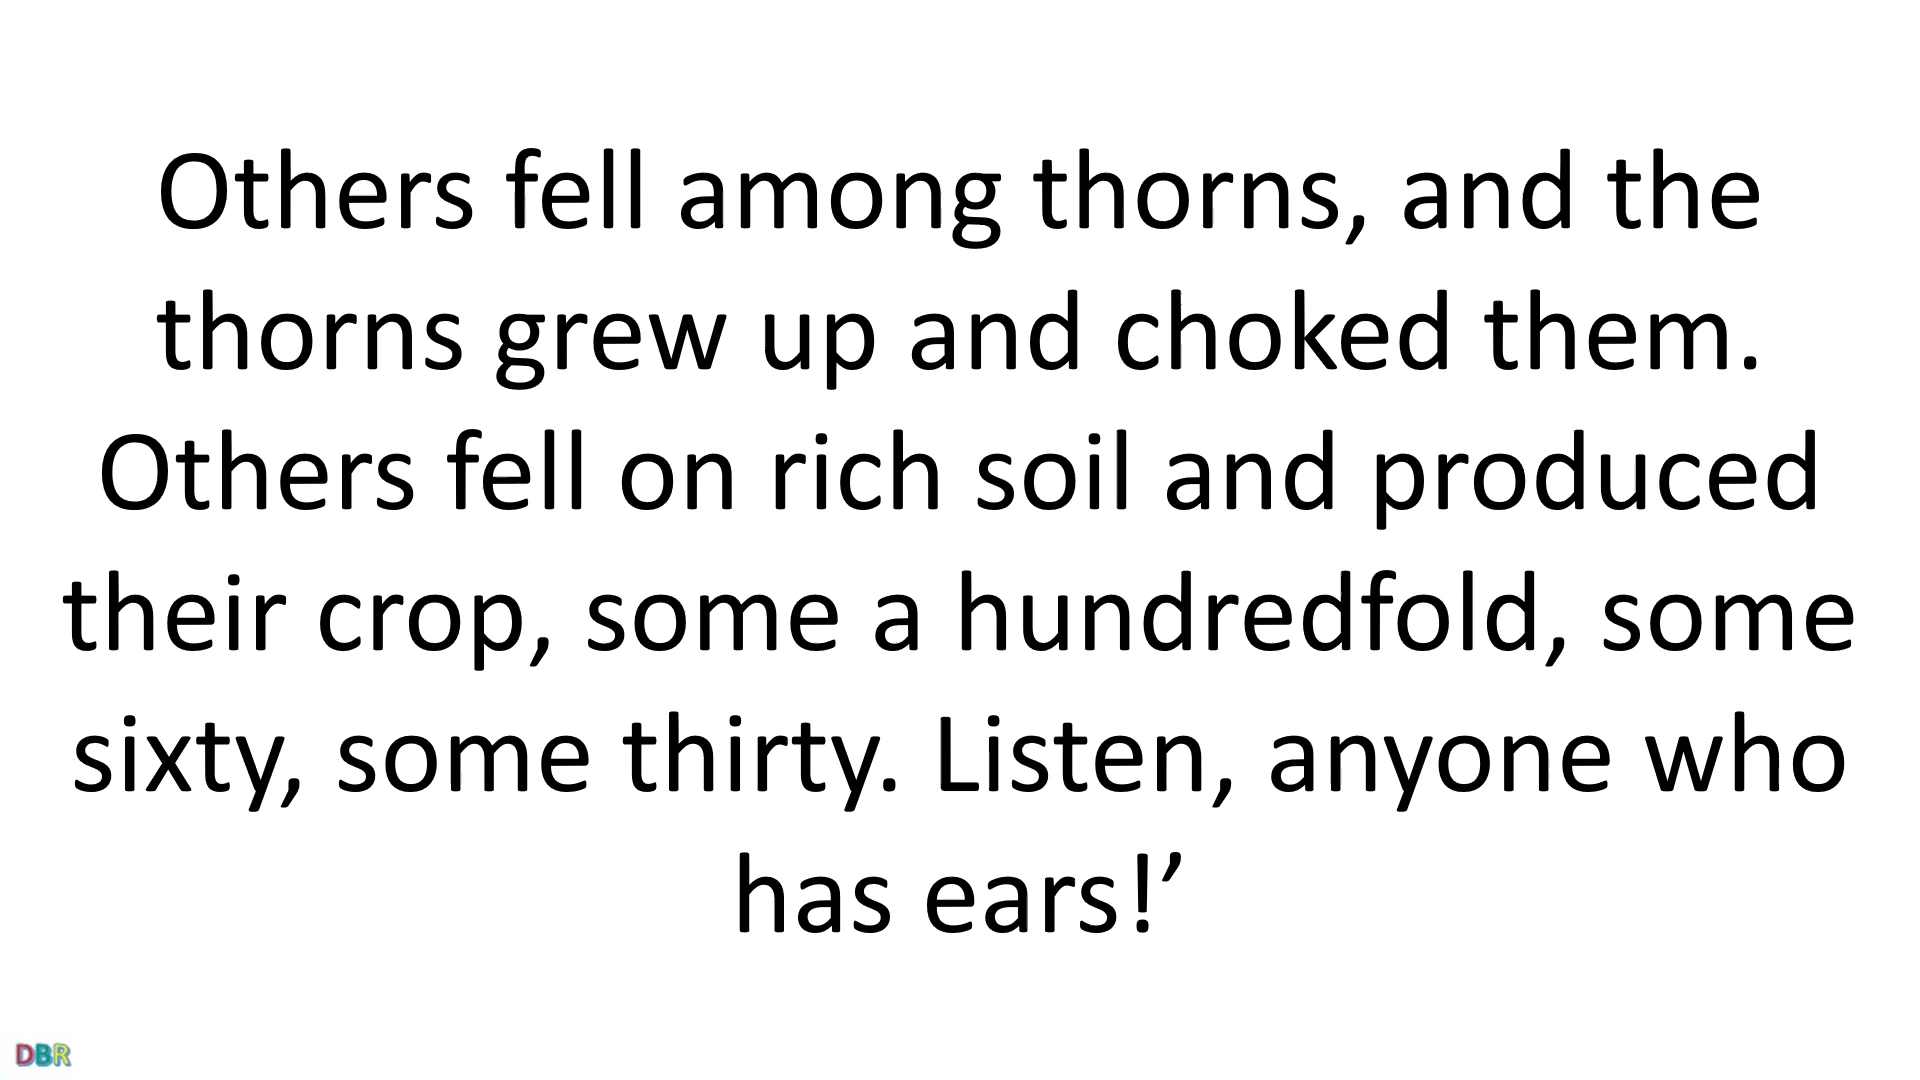 Others fell among thorns, and the
thorns grew up and choked them.
Others fell on rich soil and produced
their crop, some a hundredfold, some
sixty, some thirty. Listen, anyone who
has ears!’
DBR